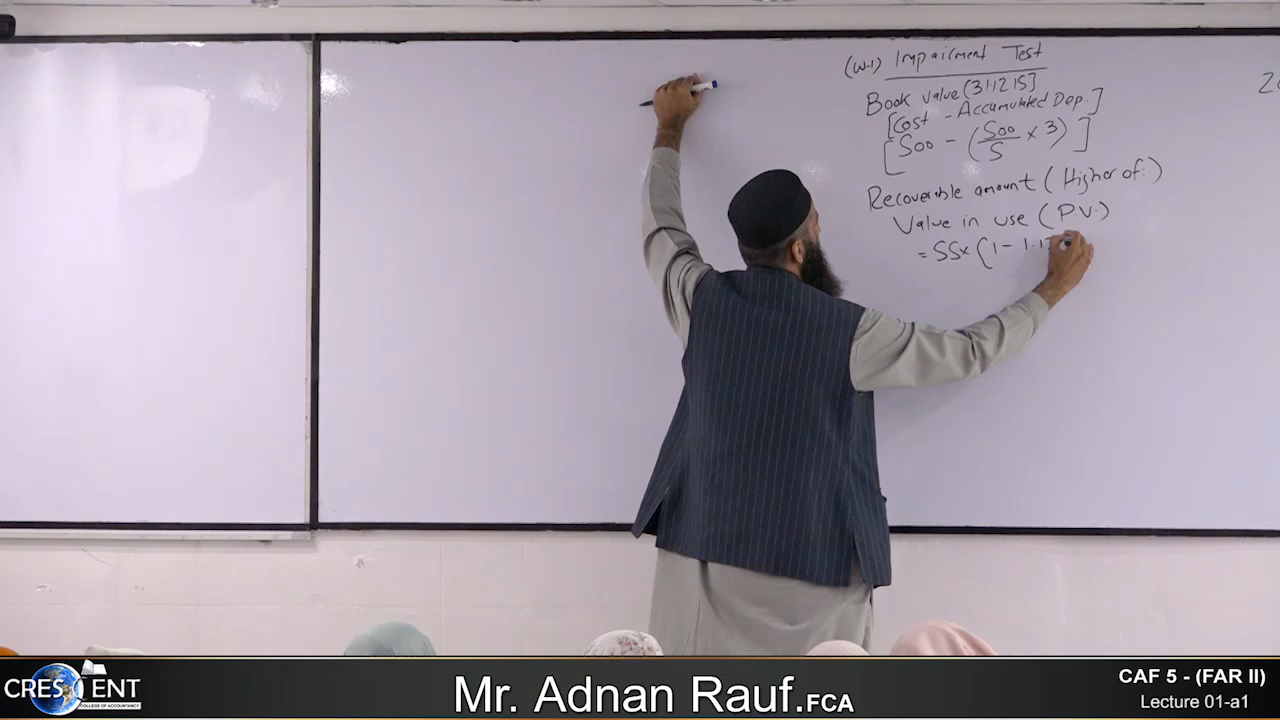 (W-1) Impairment Test
Book value (31.12.15]
[Cost - Accumulated Dep.]
[500 - (500/5 × 3)]
Recoverable amount (Higher of:)
Value in use (P.V.)
= 55× (1 - 1.1
CRESCENT
COLLEGE OF ACCOUNTANCY
Mr. Adnan Rauf.FCA
CAF 5 - (FAR II)
Lecture 01-a1